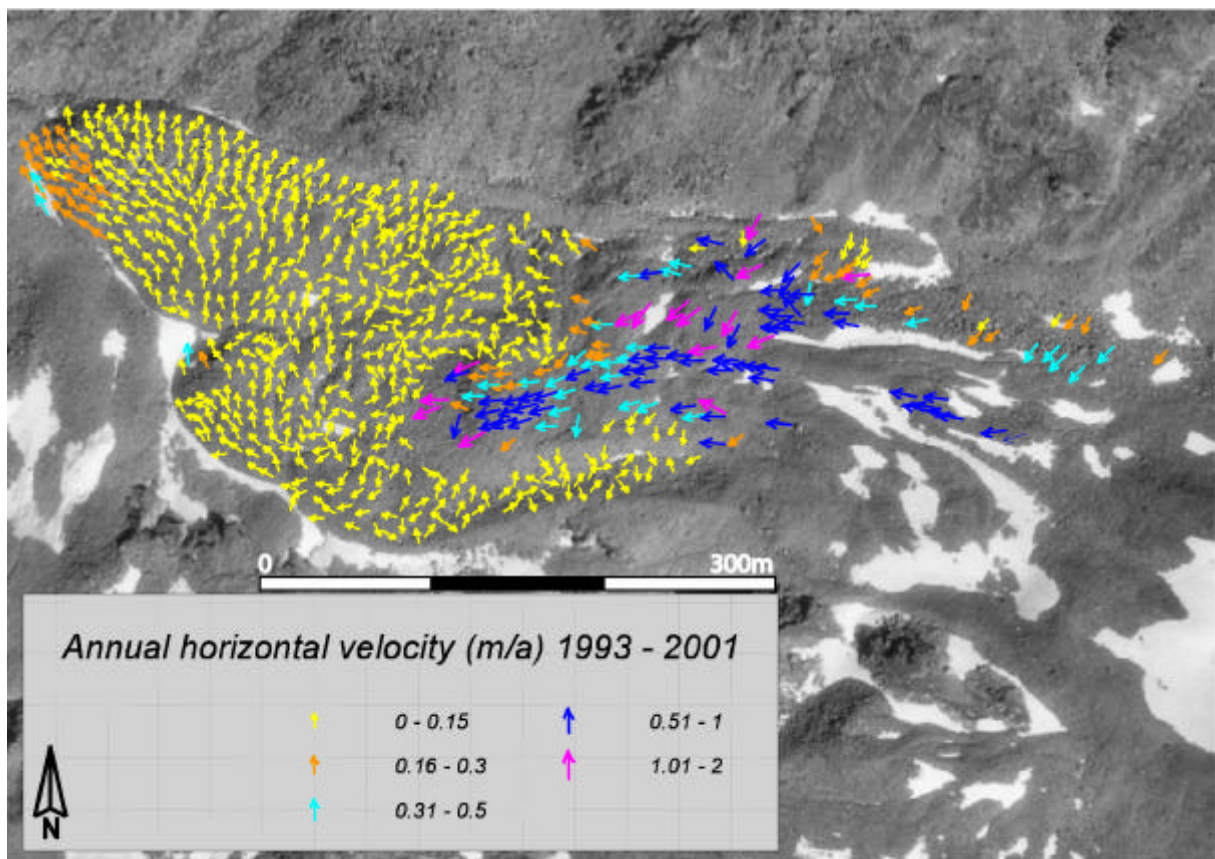 0 300m
Annual horizontal velocity (m/a) 1993 - 2001
0 - 0.15 0.51 - 1
0.16 - 0.3 1.01 - 2
0.31 - 0.5
N